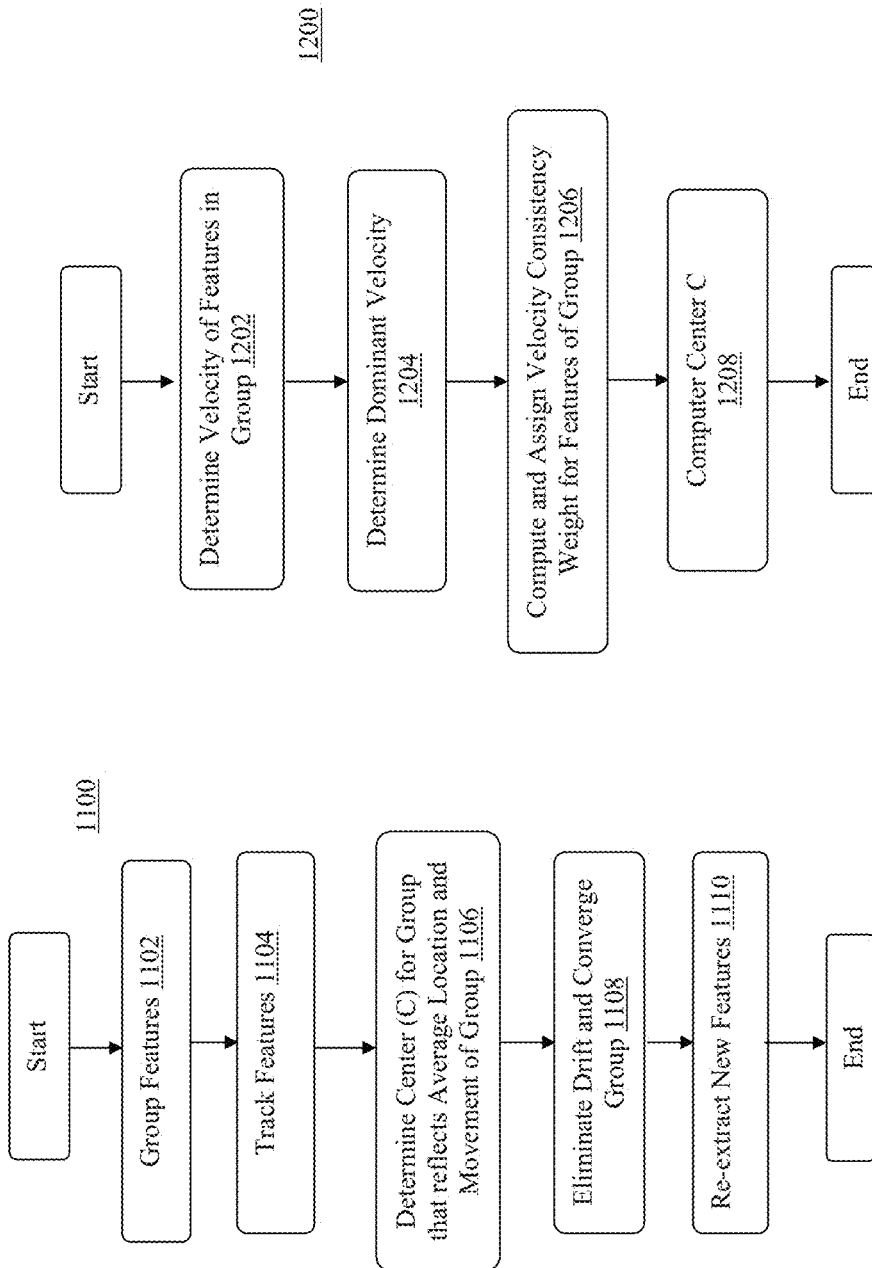 1100
Start
Group Features 1102
Track Features 1104
Determine Center (C) for Group
that reflects Average Location and
Movement of Group 1106
Eliminate Drift and Converge
Group 1108
Re-extract New Features 1110
End
1200
Start
Determine Velocity of Features in
Group 1202
Determine Dominant Velocity
1204
Compute and Assign Velocity Consistency
Weight for Features of Group 1206
Computer Center C
1208
End